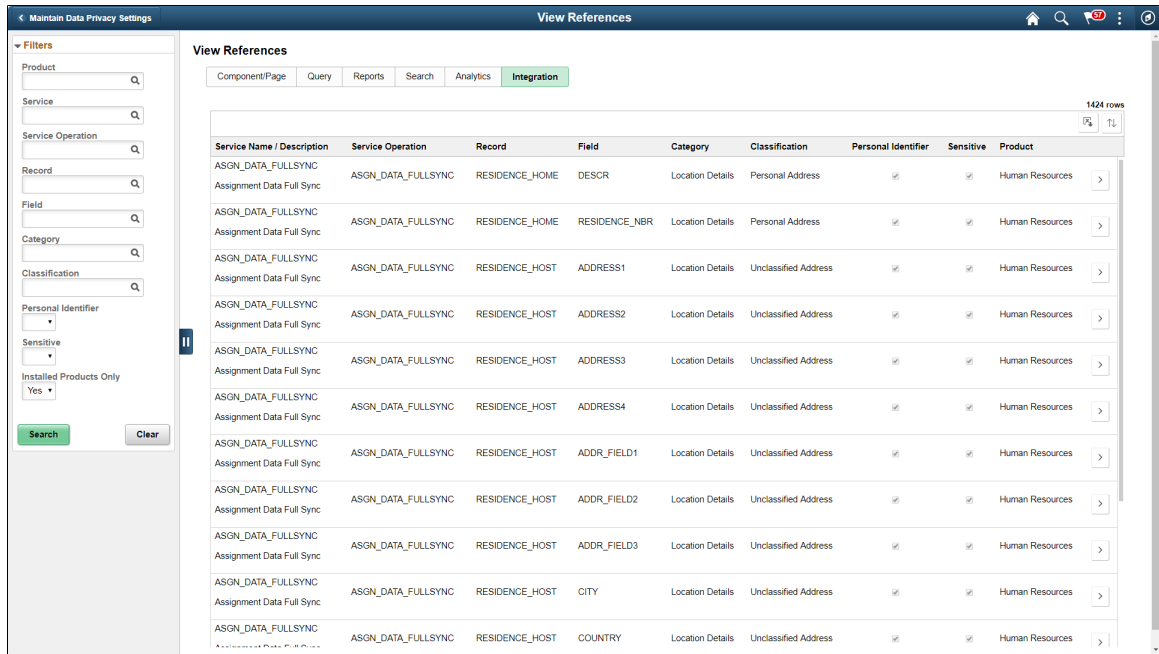 Maintain Data Privacy Settings
View References
57
Filters
Product
Service
Service Operation
Record
Field
Category
Classification
Personal Identifier
Sensitive
Installed Products Only
Yes
Search
Clear
View References
Component/Page Query Reports Search Analytics Integration
1424 rows
Service Name / Description Service Operation Record Field Category Classification Personal Identifier Sensitive Product
ASGN_DATA_FULLSYNC
ASGN_DATA_FULLSYNC RESIDENCE_HOME DESCR Location Details Personal Address Human Resources
Assignment Data Full Sync
ASGN_DATA_FULLSYNC
ASGN_DATA_FULLSYNC RESIDENCE_HOME RESIDENCE_NBR Location Details Personal Address Human Resources
Assignment Data Full Sync
ASGN_DATA_FULLSYNC
ASGN_DATA_FULLSYNC RESIDENCE_HOST ADDRESS1 Location Details Unclassified Address Human Resources
Assignment Data Full Sync
ASGN_DATA_FULLSYNC
ASGN_DATA_FULLSYNC RESIDENCE_HOST ADDRESS2 Location Details Unclassified Address Human Resources
Assignment Data Full Sync
ASGN_DATA_FULLSYNC
ASGN_DATA_FULLSYNC RESIDENCE_HOST ADDRESS3 Location Details Unclassified Address Human Resources
Assignment Data Full Sync
ASGN_DATA_FULLSYNC
ASGN_DATA_FULLSYNC RESIDENCE_HOST ADDRESS4 Location Details Unclassified Address Human Resources
Assignment Data Full Sync
ASGN_DATA_FULLSYNC
ASGN_DATA_FULLSYNC RESIDENCE_HOST ADDR_FIELD1 Location Details Unclassified Address Human Resources
Assignment Data Full Sync
ASGN_DATA_FULLSYNC
ASGN_DATA_FULLSYNC RESIDENCE_HOST ADDR_FIELD2 Location Details Unclassified Address Human Resources
Assignment Data Full Sync
ASGN_DATA_FULLSYNC
ASGN_DATA_FULLSYNC RESIDENCE_HOST ADDR_FIELD3 Location Details Unclassified Address Human Resources
Assignment Data Full Sync
ASGN_DATA_FULLSYNC
ASGN_DATA_FULLSYNC RESIDENCE_HOST CITY Location Details Unclassified Address Human Resources
Assignment Data Full Sync
ASGN_DATA_FULLSYNC
ASGN_DATA_FULLSYNC RESIDENCE_HOST COUNTRY Location Details Unclassified Address Human Resources